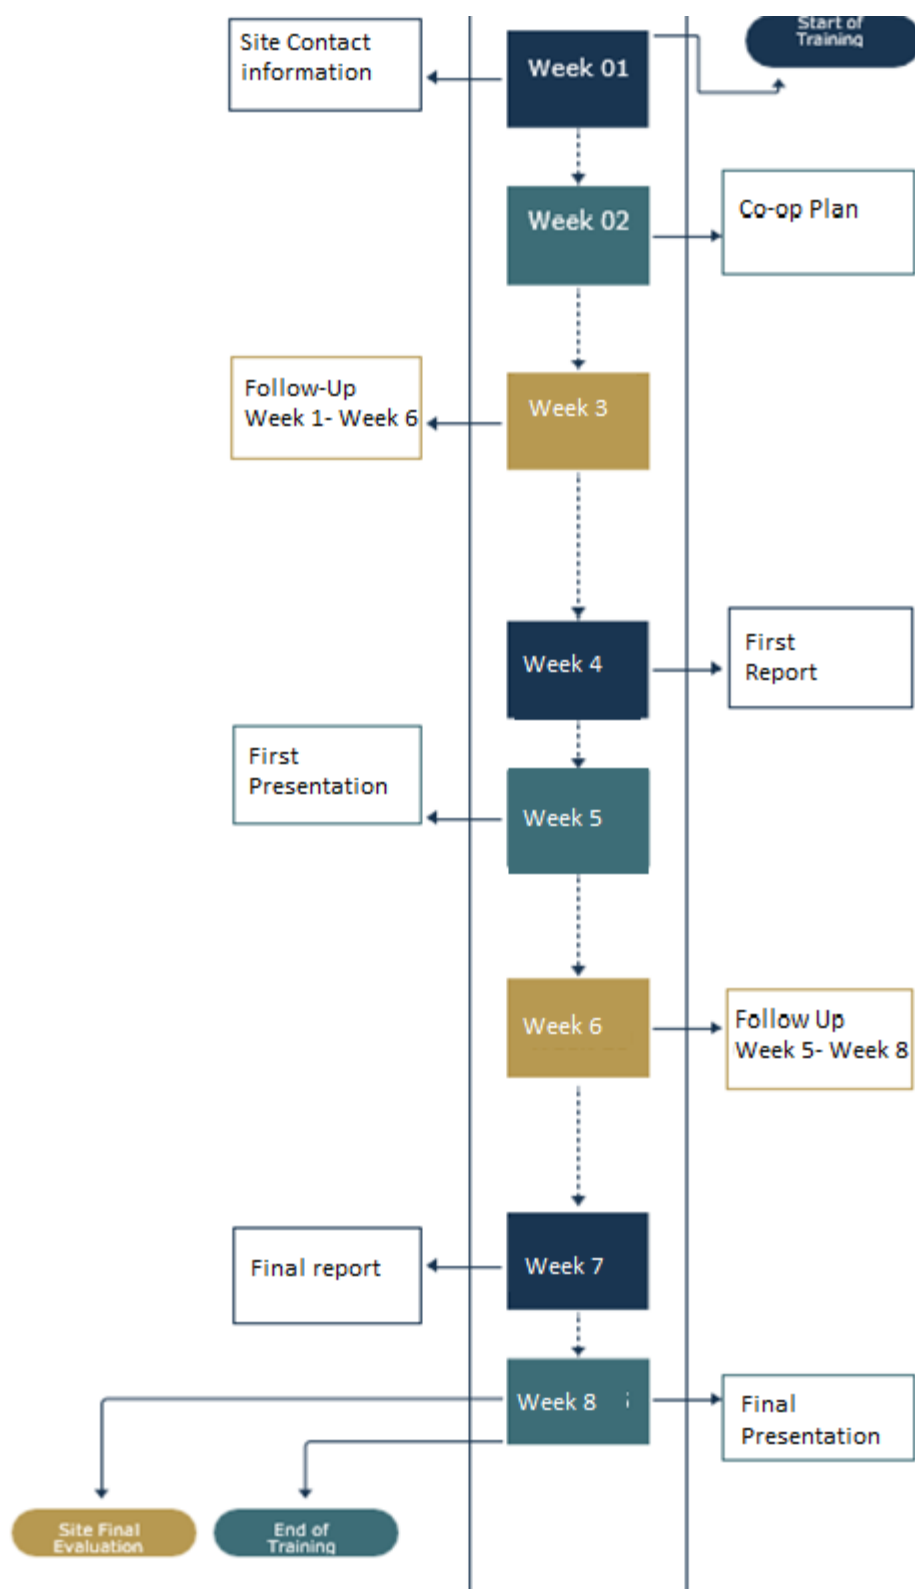 Start of
Training
Site Contact
information
Week 01
Week 02
Co-op Plan
Follow-Up
Week 1- Week 6
Week 3
Week 4
First
Report
First
Presentation
Week 5
Week 6
Follow Up
Week 5- Week 8
Final report
Week 7
Week 8
Final
Presentation
Site Final
Evaluation
End of
Training